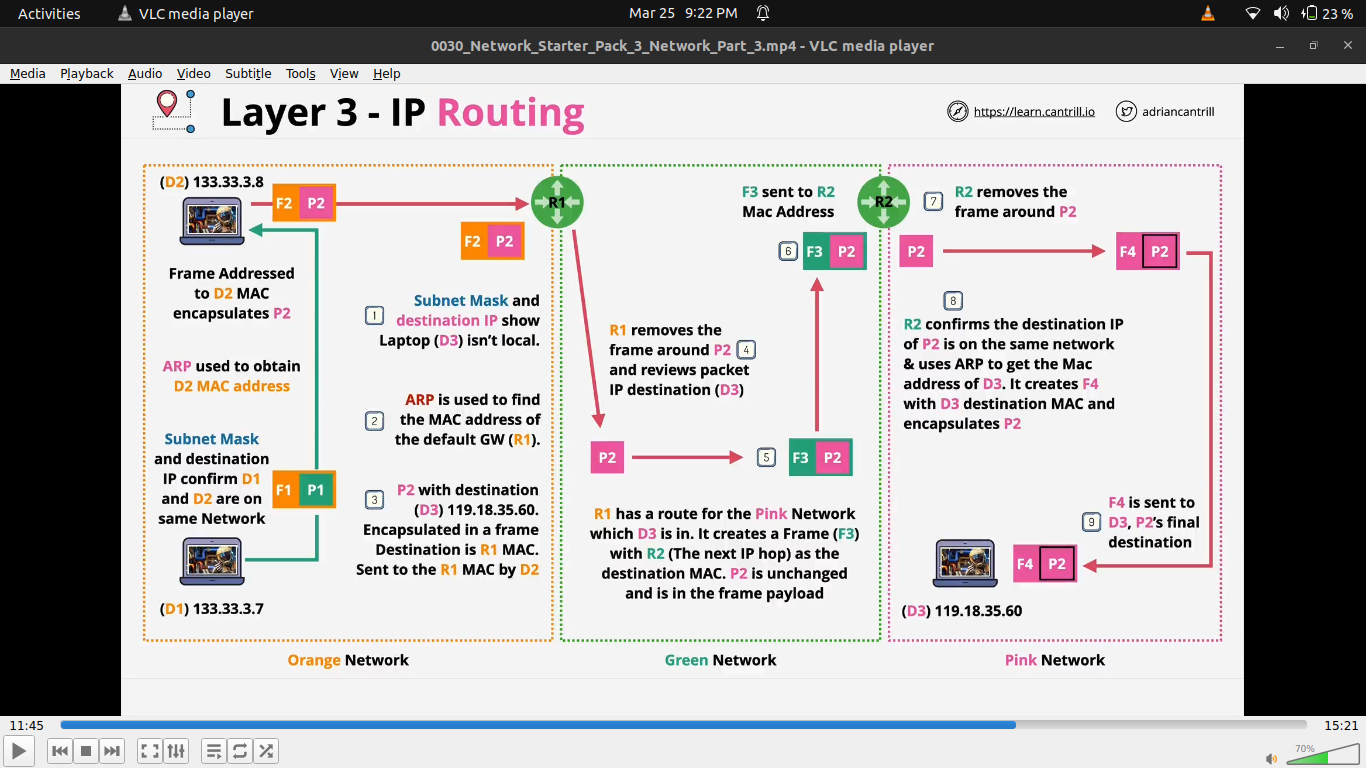 Activities
VLC media player
Mar 25 9:22 PM
23 %
0030_Network_Starter_Pack_3_Network_Part_3.mp4 - VLC media player
Media Playback Audio Video Subtitle Tools View Help
Layer 3 - IP Routing
https://learn.cantrill.io
adriancantrill
(D2) 133.33.3.8
F2 P2
R1
F2 P2
Frame Addressed
to D2 MAC
encapsulates P2
ARP used to obtain
D2 MAC address
Subnet Mask
and destination
IP confirm D1
and D2 are on
same Network
F1 P1
(D1) 133.33.3.7
1
Subnet Mask and
destination IP show
Laptop (D3) isn't local.
2
ARP is used to find
the MAC address of
the default GW (R1).
3
P2 with destination
(D3) 119.18.35.60.
Encapsulated in a frame
Destination is R1 MAC.
Sent to the R1 MAC by D2
Orange Network
F3 sent to R2
Mac Address
R2
6
F3 P2
R1 removes the
frame around P2 4
and reviews packet
IP destination (D3)
P2
5
F3 P2
R1 has a route for the Pink Network
which D3 is in. It creates a Frame (F3)
with R2 (The next IP hop) as the
destination MAC. P2 is unchanged
and is in the frame payload
Green Network
7
R2 removes the
frame around P2
P2
F4 P2
8
R2 confirms the destination IP
of P2 is on the same network
& uses ARP to get the Mac
address of D3. It creates F4
with D3 destination MAC and
encapsulates P2
9
F4 is sent to
D3, P2's final
destination
F4 P2
(D3) 119.18.35.60
Pink Network
11:45
15:21
70%